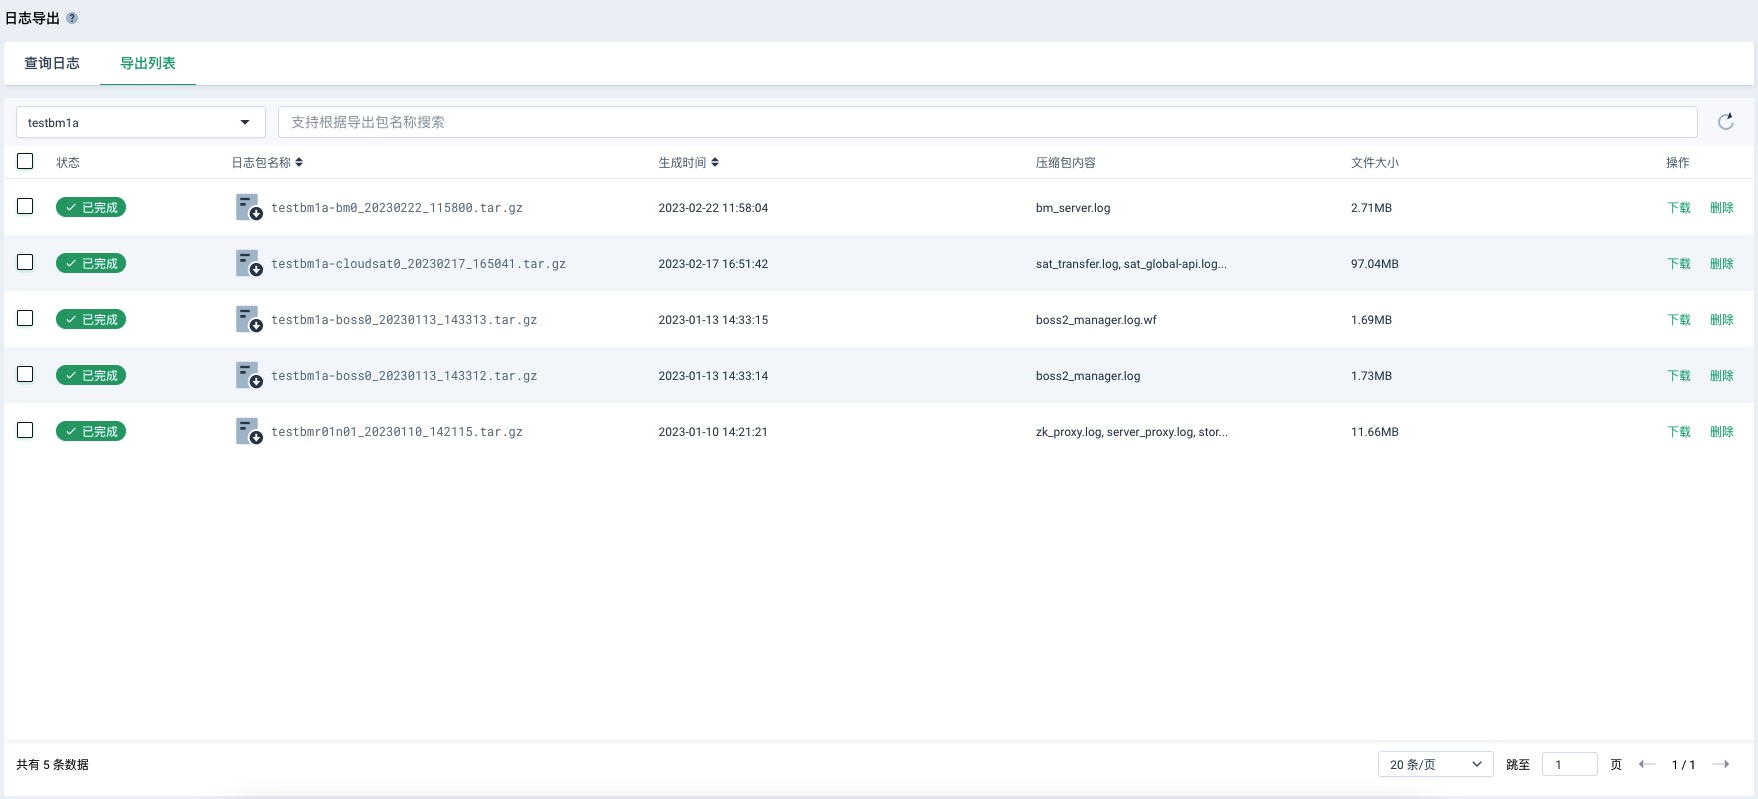 日志导出 ?
查询日志 导出列表
testbm1a 支持根据导出包名称搜索
状态 日志包名称 生成时间 压缩包内容 文件大小 操作
已完成 testbm1a-bm0_20230222_115800.tar.gz 2023-02-22 11:58:04 bm_server.log 2.71MB 下载 删除
已完成 testbm1a-cloudsat0_20230217_165041.tar.gz 2023-02-17 16:51:42 sat_transfer.log, sat_global-api.log... 97.04MB 下载 删除
已完成 testbm1a-boss0_20230113_143313.tar.gz 2023-01-13 14:33:15 boss2_manager.log.wf 1.69MB 下载 删除
已完成 testbm1a-boss0_20230113_143312.tar.gz 2023-01-13 14:33:14 boss2_manager.log 1.73MB 下载 删除
已完成 testbmr01n01_20230110_142115.tar.gz 2023-01-10 14:21:21 zk_proxy.log, server_proxy.log, stor... 11.66MB 下载 删除
共有 5 条数据 20 条/页 跳至 1 页 1 / 1